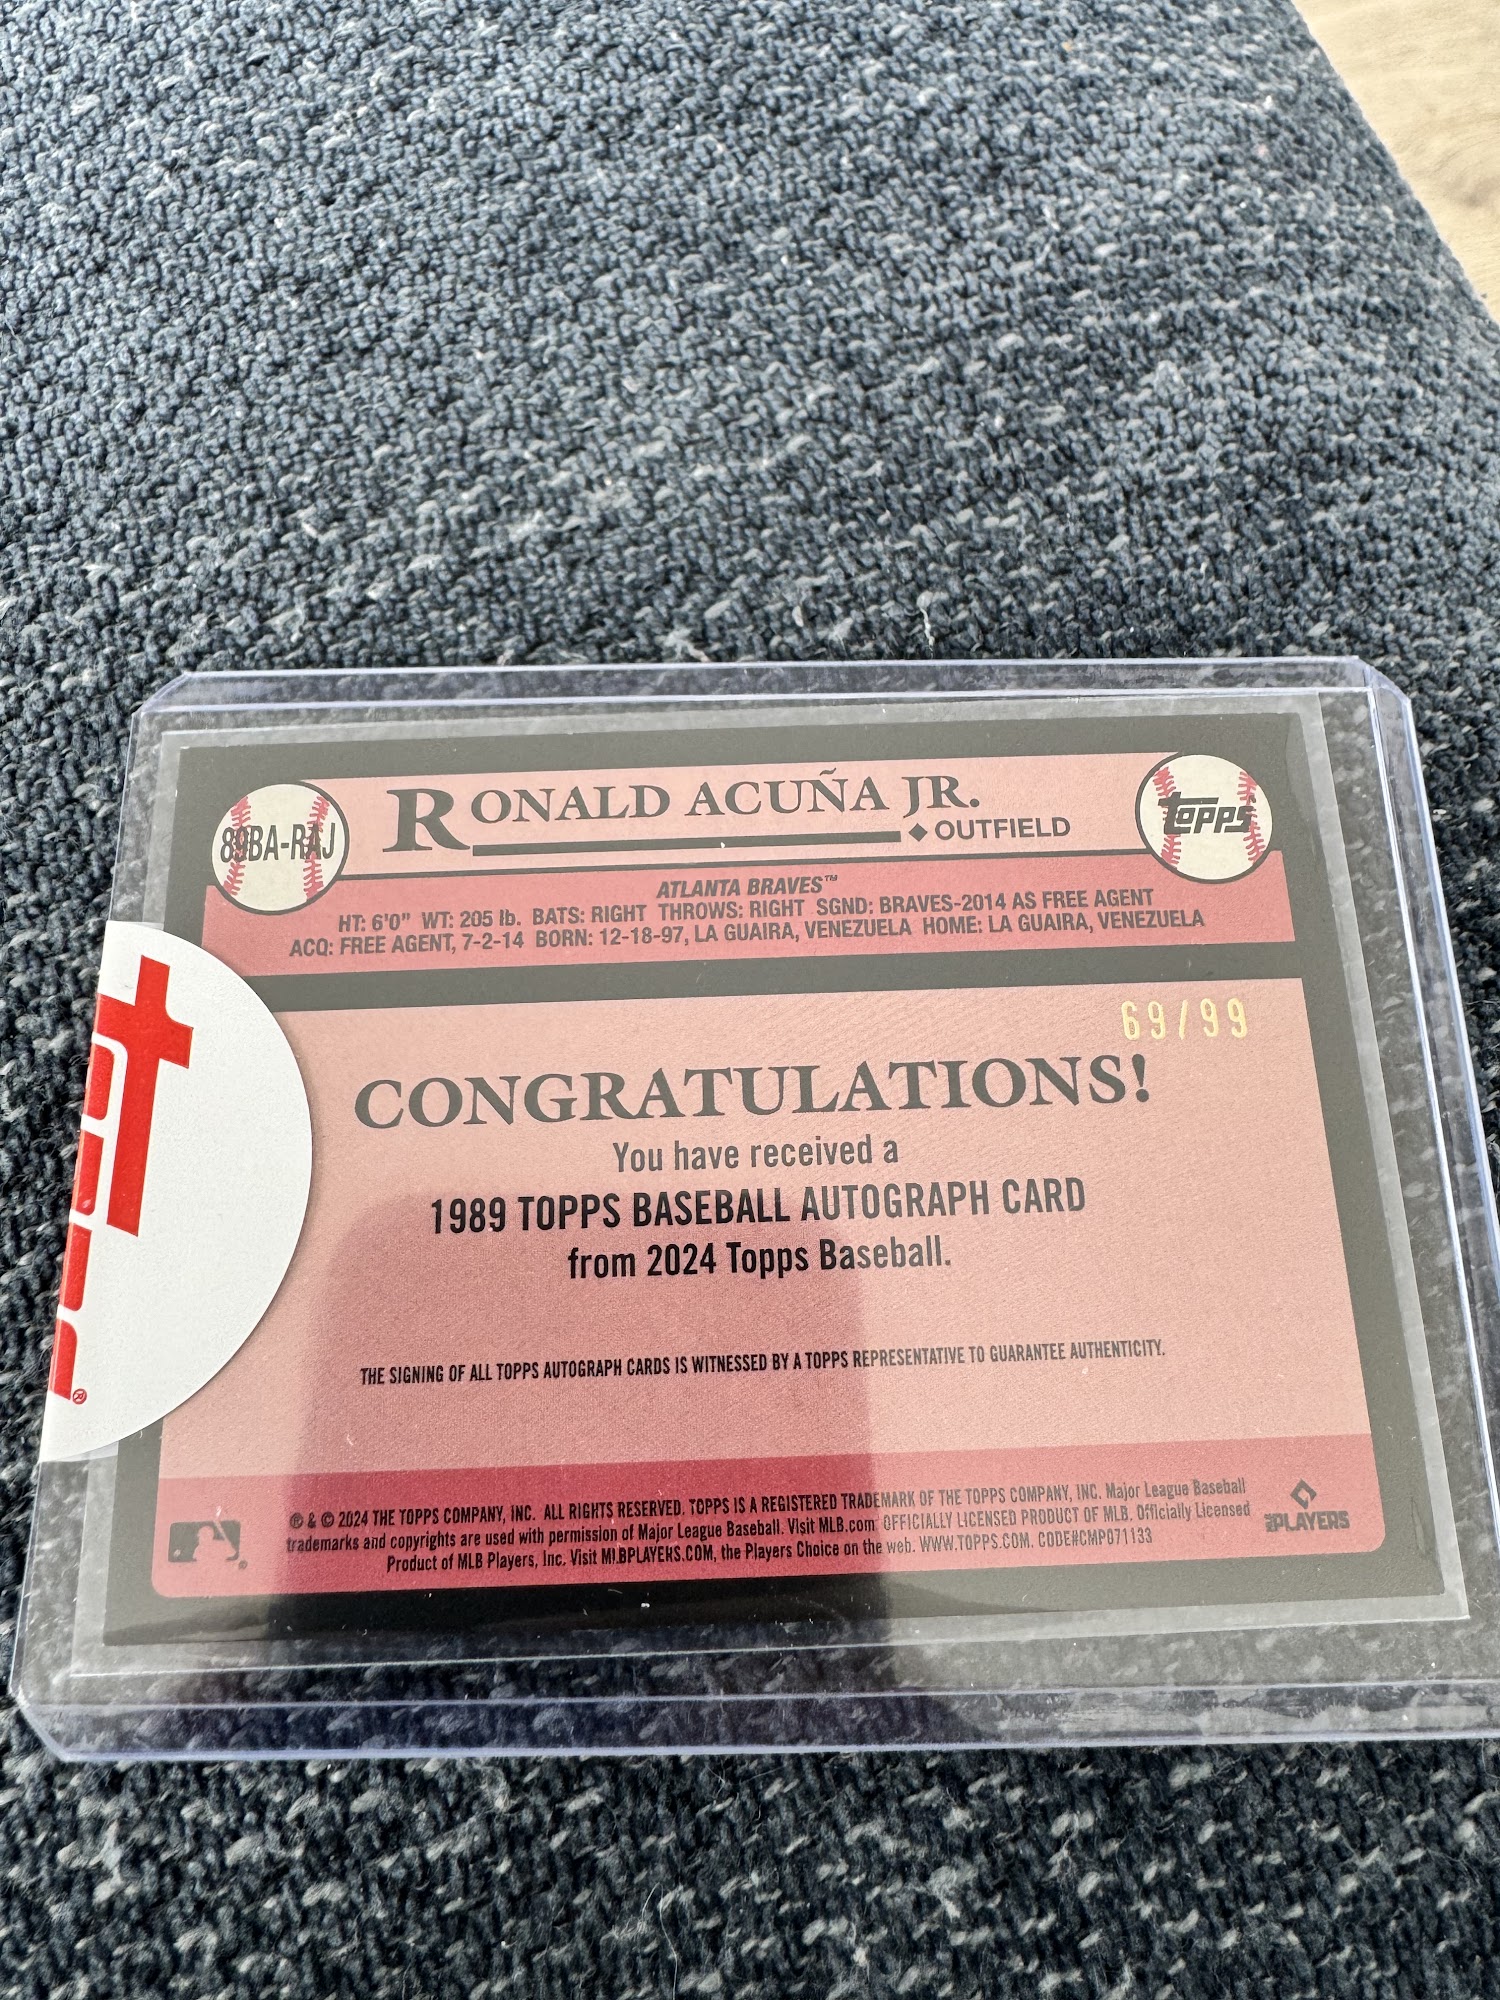 89BA-RAJ
RONALD ACUÑA JR.
◆ OUTFIELD
TOPPS®
ATLANTA BRAVES™
HT: 6'0" WT: 205 lb. BATS: RIGHT THROWS: RIGHT SGND: BRAVES-2014 AS FREE AGENT
ACQ: FREE AGENT, 7-2-14 BORN: 12-18-97, LA GUAIRA, VENEZUELA HOME: LA GUAIRA, VENEZUELA
69/99
CONGRATULATIONS!
You have received a
1989 TOPPS BASEBALL AUTOGRAPH CARD
from 2024 Topps Baseball.
THE SIGNING OF ALL TOPPS AUTOGRAPH CARDS IS WITNESSED BY A TOPPS REPRESENTATIVE TO GUARANTEE AUTHENTICITY.
® & © 2024 THE TOPPS COMPANY, INC. ALL RIGHTS RESERVED. TOPPS IS A REGISTERED TRADEMARK OF THE TOPPS COMPANY, INC. Major League Baseball
trademarks and copyrights are used with permission of Major League Baseball. Visit MLB.com OFFICIALLY LICENSED PRODUCT OF MLB. Officially Licensed
Product of MLB Players, Inc. Visit MLBPLAYERS.COM, the Players Choice on the web. WWW.TOPPS.COM. CODE#CMP071133
MLB PLAYERS